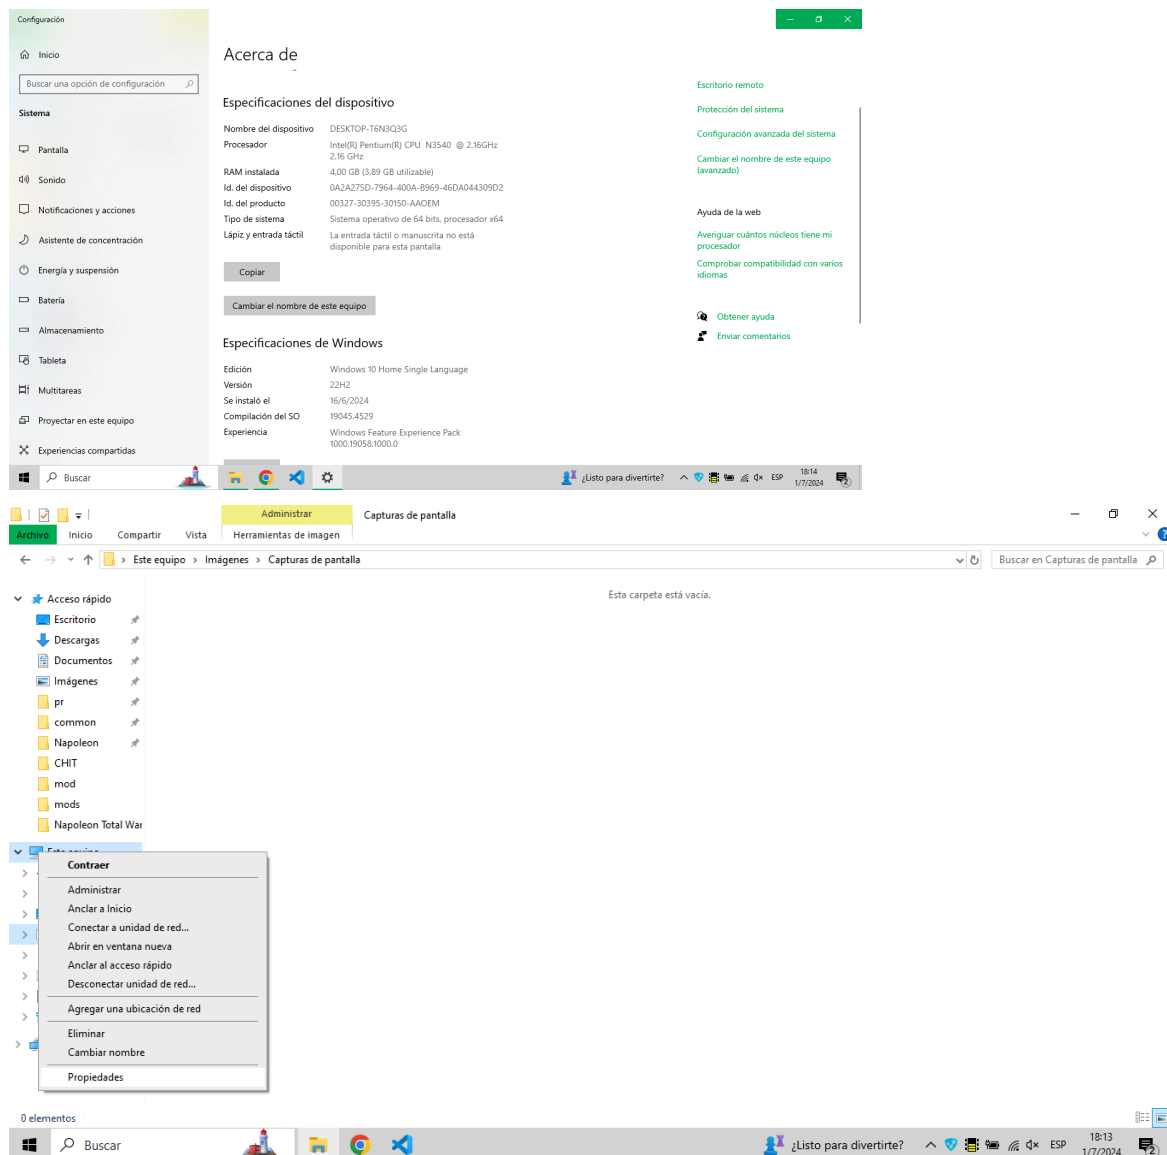 Configuración
Inicio
Buscar una opción de configuración
Sistema
Pantalla
Sonido
Notificaciones y acciones
Asistente de concentración
Energía y suspensión
Batería
Almacenamiento
Tableta
Multitareas
Proyectar en este equipo
Experiencias compartidas
Acerca de
Especificaciones del dispositivo
Nombre del dispositivo DESKTOP-T6N3Q3G
Procesador Intel(R) Pentium(R) CPU N3540 @ 2.16GHz
2.16 GHz
RAM instalada 4,00 GB (3,89 GB utilizable)
Id. del dispositivo 0A2A275D-7964-400A-B969-46DA044309D2
Id. del producto 00327-30395-30150-AAOEM
Tipo de sistema Sistema operativo de 64 bits, procesador x64
Lápiz y entrada táctil La entrada táctil o manuscrita no está
disponible para esta pantalla
Copiar
Cambiar el nombre de este equipo
Especificaciones de Windows
Edición Windows 10 Home Single Language
Versión 22H2
Se instaló el 16/6/2024
Compilación del SO 19045.4529
Experiencia Windows Feature Experience Pack
1000.19058.1000.0
Escritorio remoto
Protección del sistema
Configuración avanzada del sistema
Cambiar el nombre de este equipo
(avanzado)
Ayuda de la web
Averiguar cuántos núcleos tiene mi
procesador
Comprobar compatibilidad con varios
idiomas
Obtener ayuda
Enviar comentarios
Buscar
¿Listo para divertirte?
ESP
18:14
1/7/2024
2
Administrar
Capturas de pantalla
Archivo Inicio Compartir Vista Herramientas de imagen
Este equipo › Imágenes › Capturas de pantalla
Buscar en Capturas de pantalla
Esta carpeta está vacía.
Acceso rápido
Escritorio
Descargas
Documentos
Imágenes
pr
common
Napoleon
CHIT
mod
mods
Napoleon Total War
Este equipo
Contraer
Administrar
Anclar a Inicio
Conectar a unidad de red...
Abrir en ventana nueva
Anclar al acceso rápido
Desconectar unidad de red...
Agregar una ubicación de red
Eliminar
Cambiar nombre
Propiedades
0 elementos
Buscar
¿Listo para divertirte?
ESP
18:13
1/7/2024
2